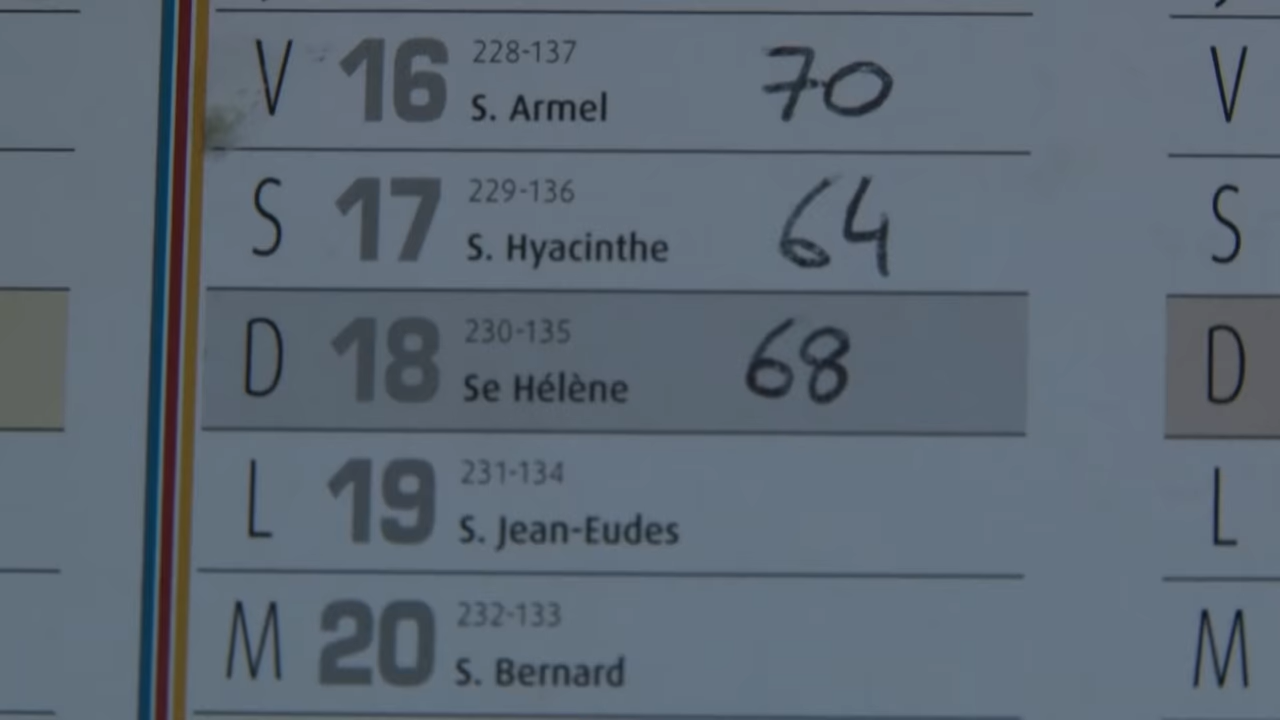 V 16 228-137 S. Armel 70 V
S 17 229-136 S. Hyacinthe 64 S
D 18 230-135 Se Hélène 68 D
L 19 231-134 S. Jean-Eudes L
M 20 232-133 S. Bernard M